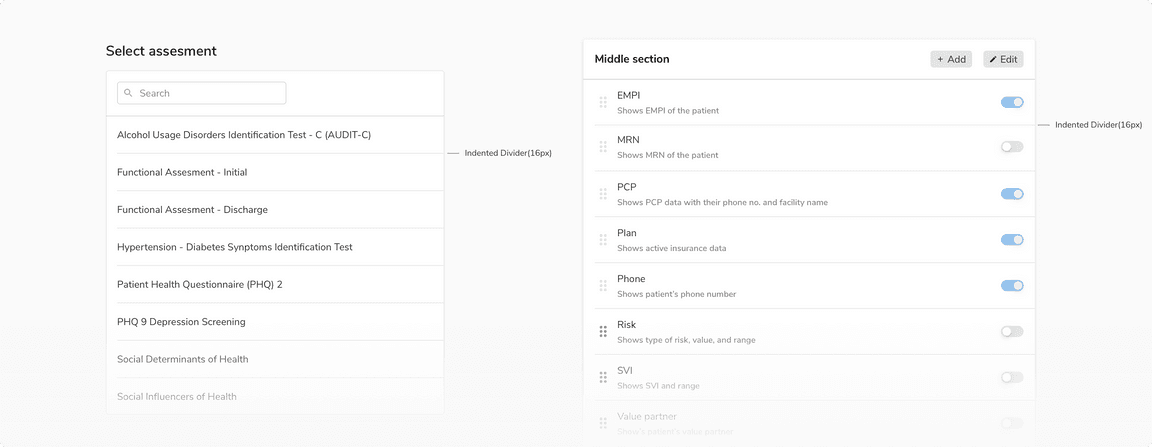 Select assesment
Search
Alcohol Usage Disorders Identification Test - C (AUDIT-C)
Indented Divider(16px)
Functional Assesment - Initial
Functional Assesment - Discharge
Hypertension - Diabetes Symptoms Identification Test
Patient Health Questionnaire (PHQ) 2
PHQ 9 Depression Screening
Social Determinants of Health
Social Influencers of Health
Middle section
+ Add
Edit
EMPI
Shows EMPI of the patient
Indented Divider(16px)
MRN
Shows MRN of the patient
PCP
Shows PCP data with their phone no. and facility name
Plan
Shows active insurance data
Phone
Shows patient's phone number
Risk
Shows type of risk, value, and range
SVI
Shows SVI and range
Value partner
Show's patient's value partner